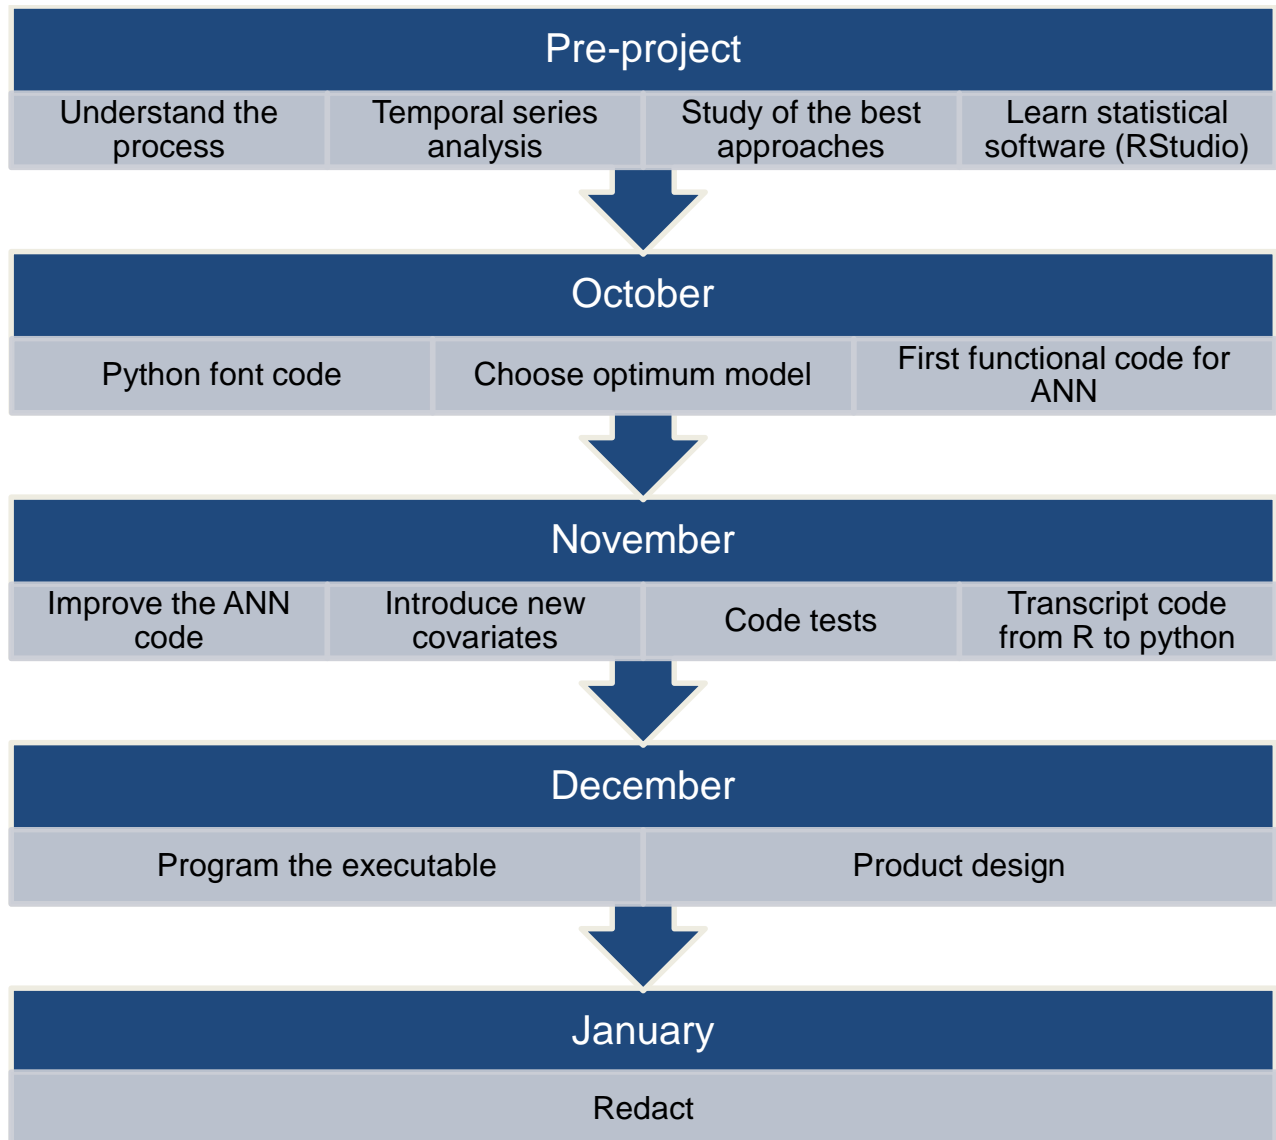 Pre-project
Understand the
process
Temporal series
analysis
Study of the best
approaches
Learn statistical
software (RStudio)
October
Python font code
Choose optimum model
First functional code for
ANN
November
Improve the ANN
code
Introduce new
covariates
Code tests
Transcript code
from R to python
December
Program the executable
Product design
January
Redact